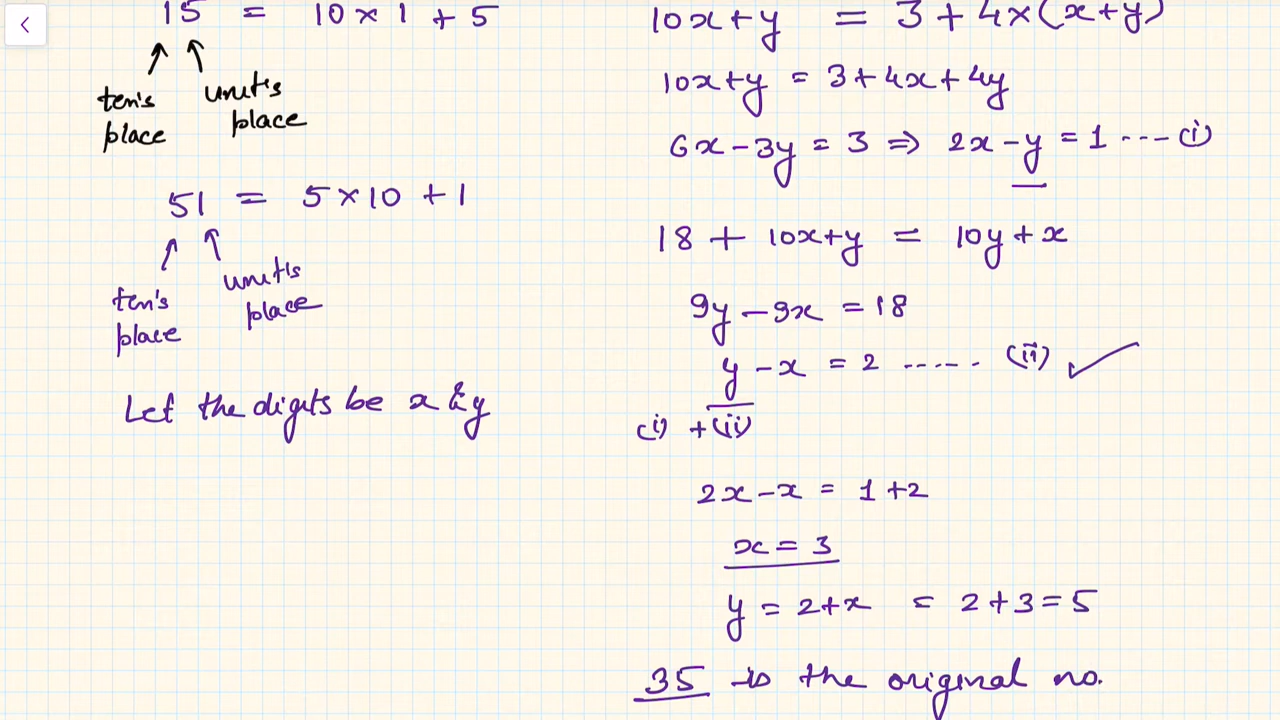 15 = 10 × 1 + 5
ten's place
unit's place
51 = 5 × 10 + 1
ten's place
unit's place
Let the digits be x & y
10x+y = 3 + 4×(x+y)
10x+y = 3+4x+4y
6x-3y = 3 ⇒ 2x-y = 1 --- (i)
18 + 10x+y = 10y+x
9y-9x = 18
y-x = 2 ----- (ii) ✓
(i) + (ii)
2x-x = 1+2
x = 3
y = 2+x = 2+3=5
35 is the original no.